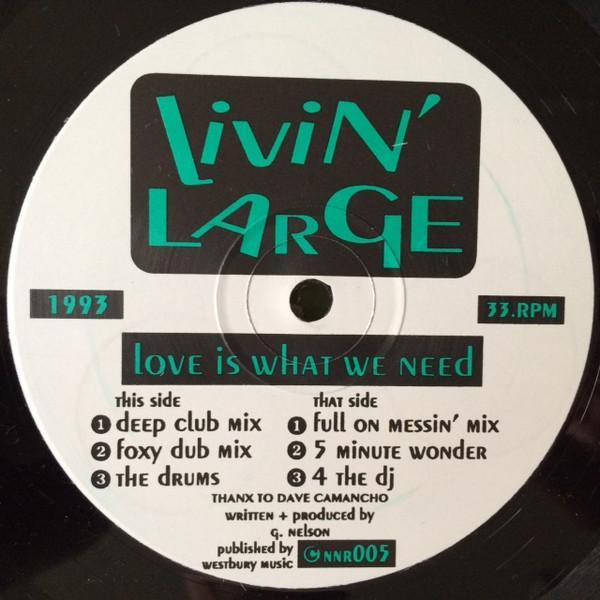 Livin'
Large
1993
33.RPM
Love is what we need
this side
1 deep club mix
2 foxy dub mix
3 the drums
that side
1 full on messin' mix
2 5 minute wonder
3 4 the dj
thanx to Dave Camancho
written + produced by
G. Nelson
published by
Westbury Music
© NNR005